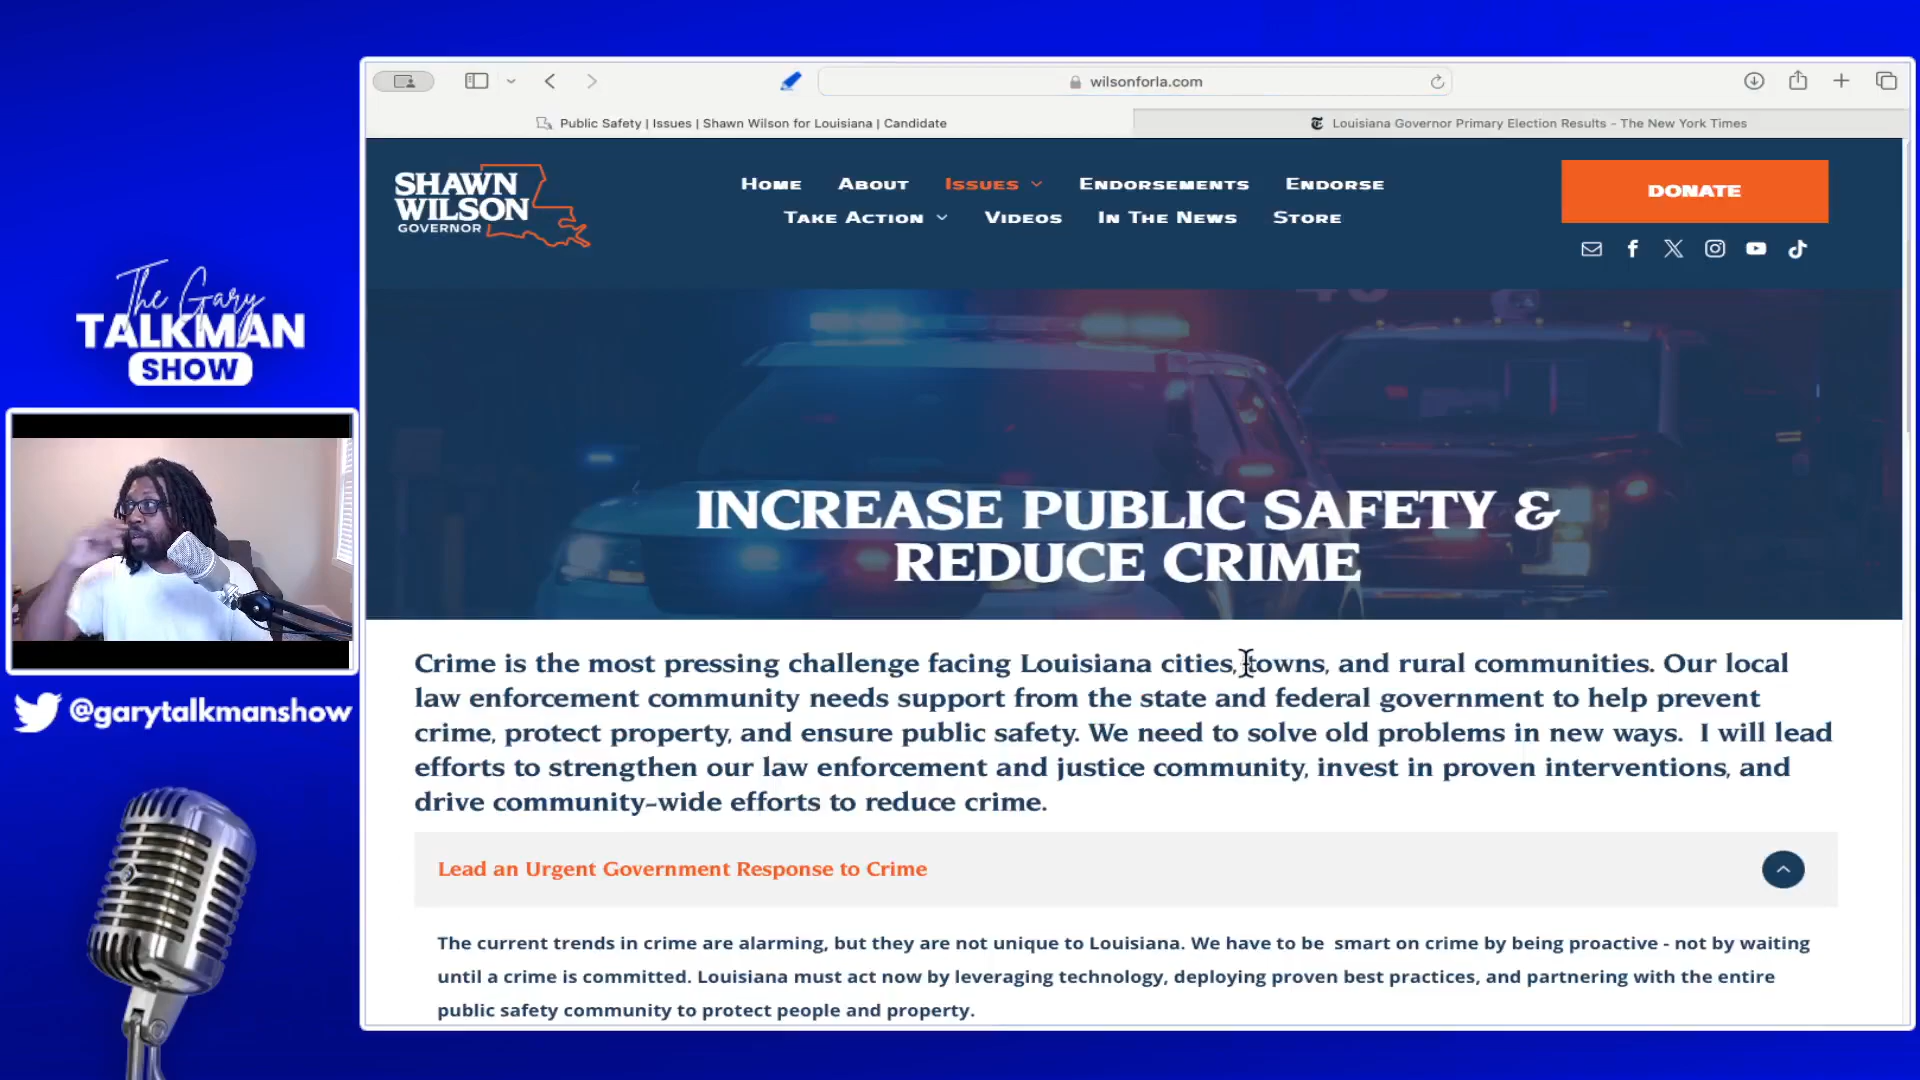 wilsonforla.com
Public Safety | Issues | Shawn Wilson for Louisiana | Candidate
Louisiana Governor Primary Election Results – The New York Times
SHAWN
WILSON
GOVERNOR
HOME
ABOUT
ISSUES
ENDORSEMENTS
ENDORSE
TAKE ACTION
VIDEOS
IN THE NEWS
STORE
DONATE
The Gary
TALKMAN
SHOW
@garytalkmanshow
INCREASE PUBLIC SAFETY &
REDUCE CRIME
Crime is the most pressing challenge facing Louisiana cities, towns, and rural communities. Our local
law enforcement community needs support from the state and federal government to help prevent
crime, protect property, and ensure public safety. We need to solve old problems in new ways. I will lead
efforts to strengthen our law enforcement and justice community, invest in proven interventions, and
drive community-wide efforts to reduce crime.
Lead an Urgent Government Response to Crime
The current trends in crime are alarming, but they are not unique to Louisiana. We have to be smart on crime by being proactive - not by waiting
until a crime is committed. Louisiana must act now by leveraging technology, deploying proven best practices, and partnering with the entire
public safety community to protect people and property.